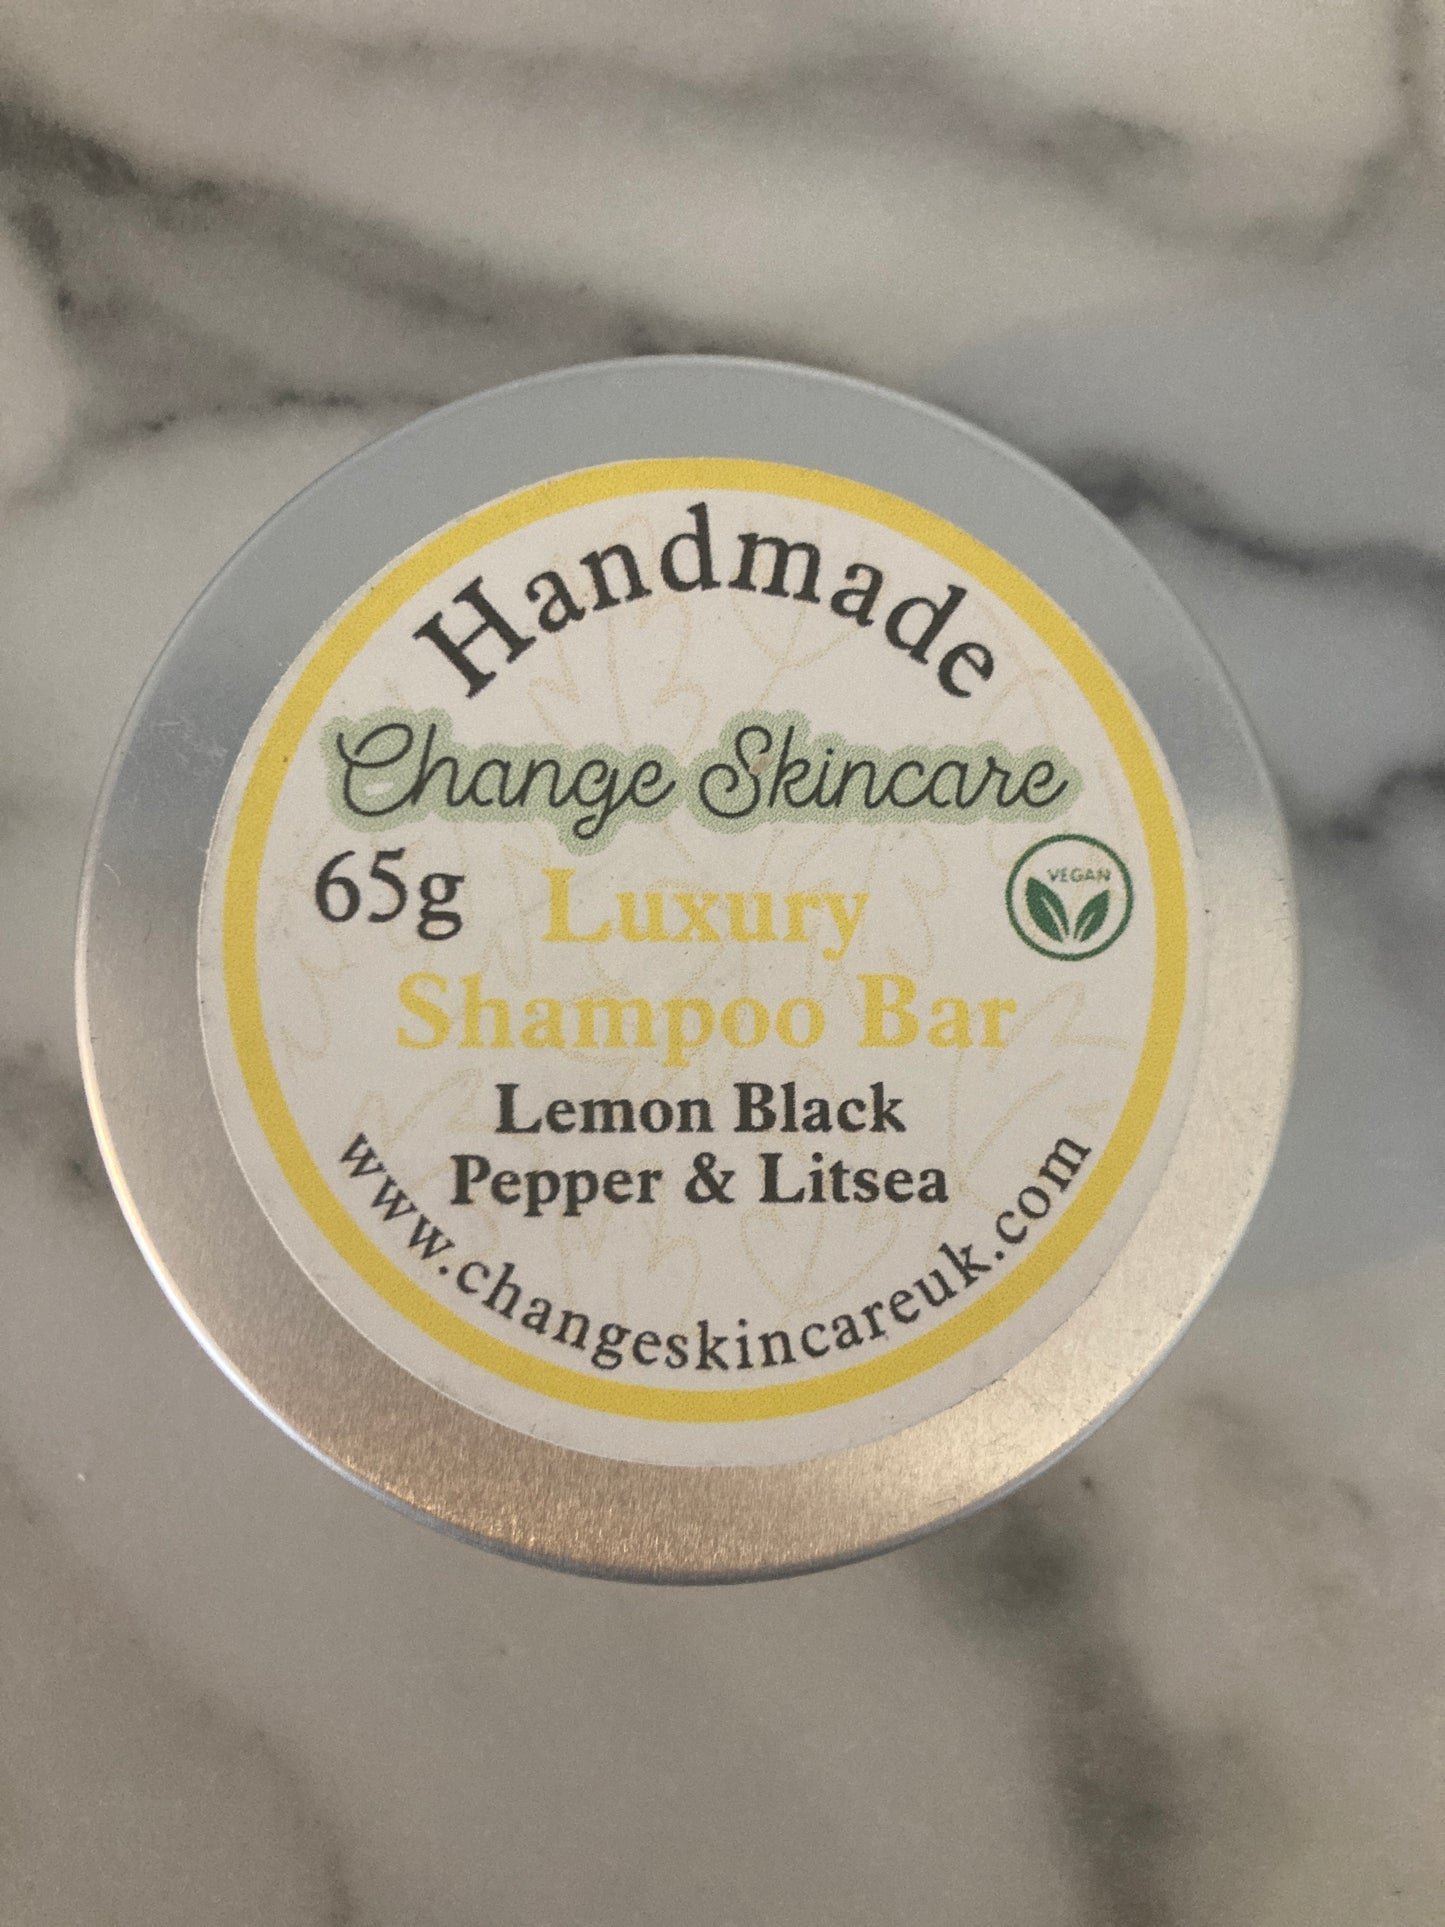 Handmade
Change Skincare
65g
VEGAN
Luxury
Shampoo Bar
Lemon Black
Pepper & Litsea
www.changeskincareuk.com